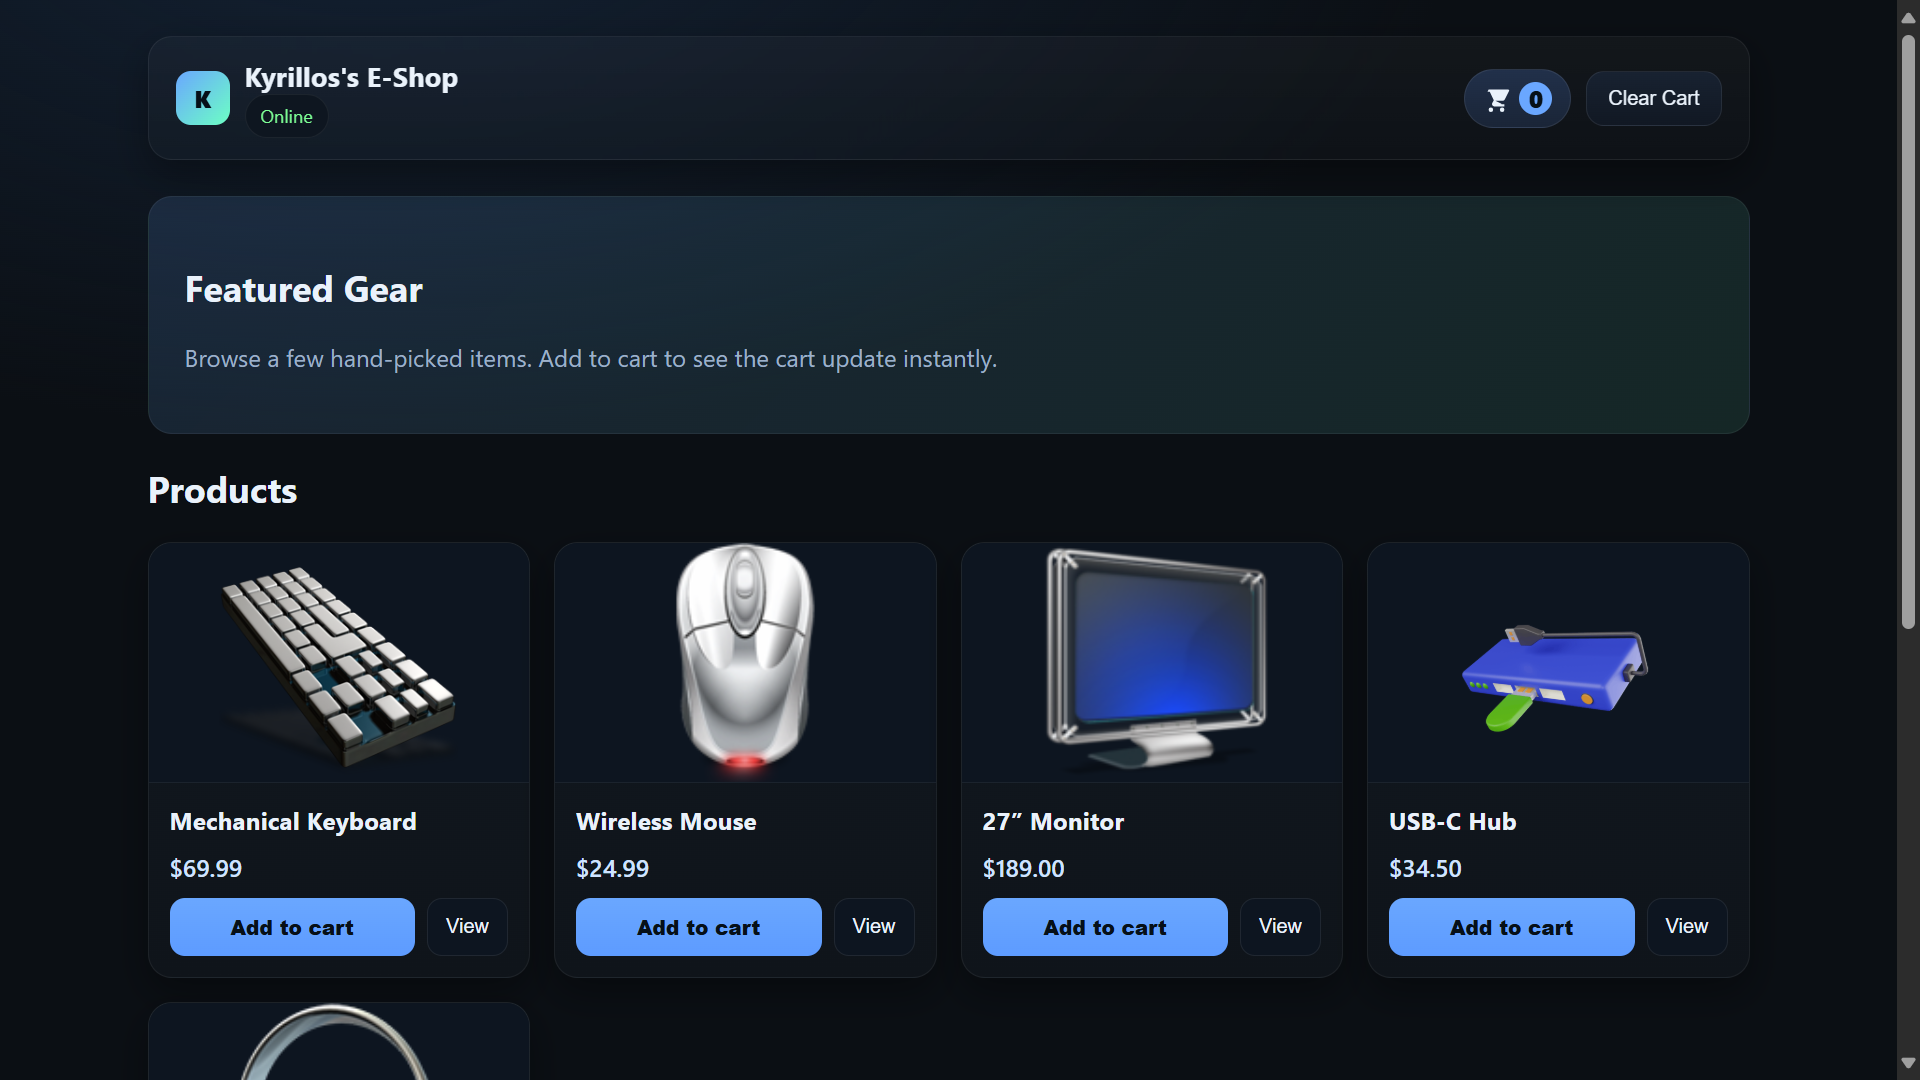 K
Kyrillos's E-Shop
Online
0
Clear Cart
Featured Gear
Browse a few hand-picked items. Add to cart to see the cart update instantly.
Products
Mechanical Keyboard
$69.99
Add to cart
View
Wireless Mouse
$24.99
Add to cart
View
27” Monitor
$189.00
Add to cart
View
USB-C Hub
$34.50
Add to cart
View